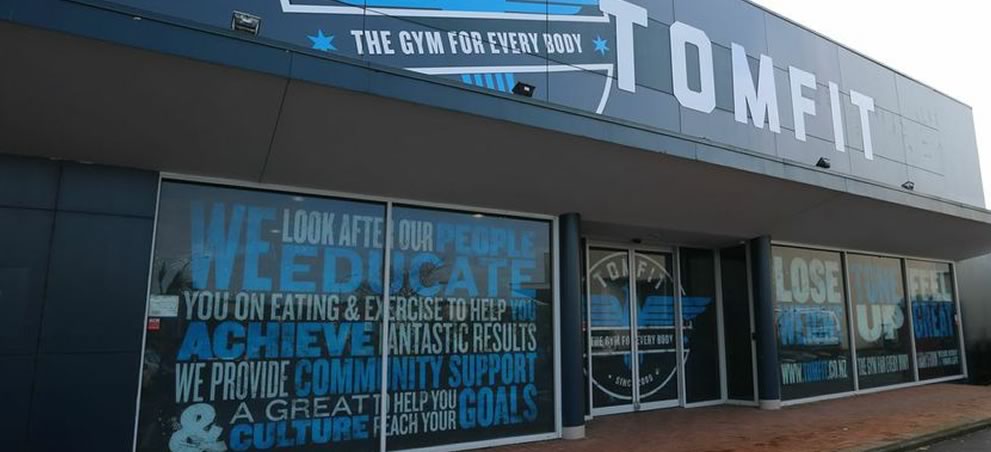 THE GYM FOR EVERY BODY
TOMFIT
WE LOOK AFTER OUR PEOPLE
WE EDUCATE
YOU ON EATING & EXERCISE TO HELP YOU
ACHIEVE FANTASTIC RESULTS
WE PROVIDE COMMUNITY SUPPORT
& A GREAT
CULTURE TO HELP YOU
REACH YOUR GOALS
TOMFIT
THE GYM FOR EVERY BODY
SINCE 2005
LOSE
WEIGHT
WWW.TOMFIT.CO.NZ
TONE
UP
THE GYM FOR EVERY BODY
FEEL
GREAT